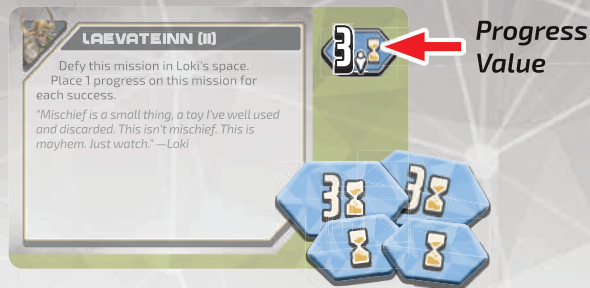 LAEVATEINN (II)
Defy this mission in Loki's space.
Place 1 progress on this mission for
each success.
"Mischief is a small thing, a toy I've well used
and discarded. This isn't mischief. This is
mayhem. Just watch." —Loki
3
Progress
Value
3
3